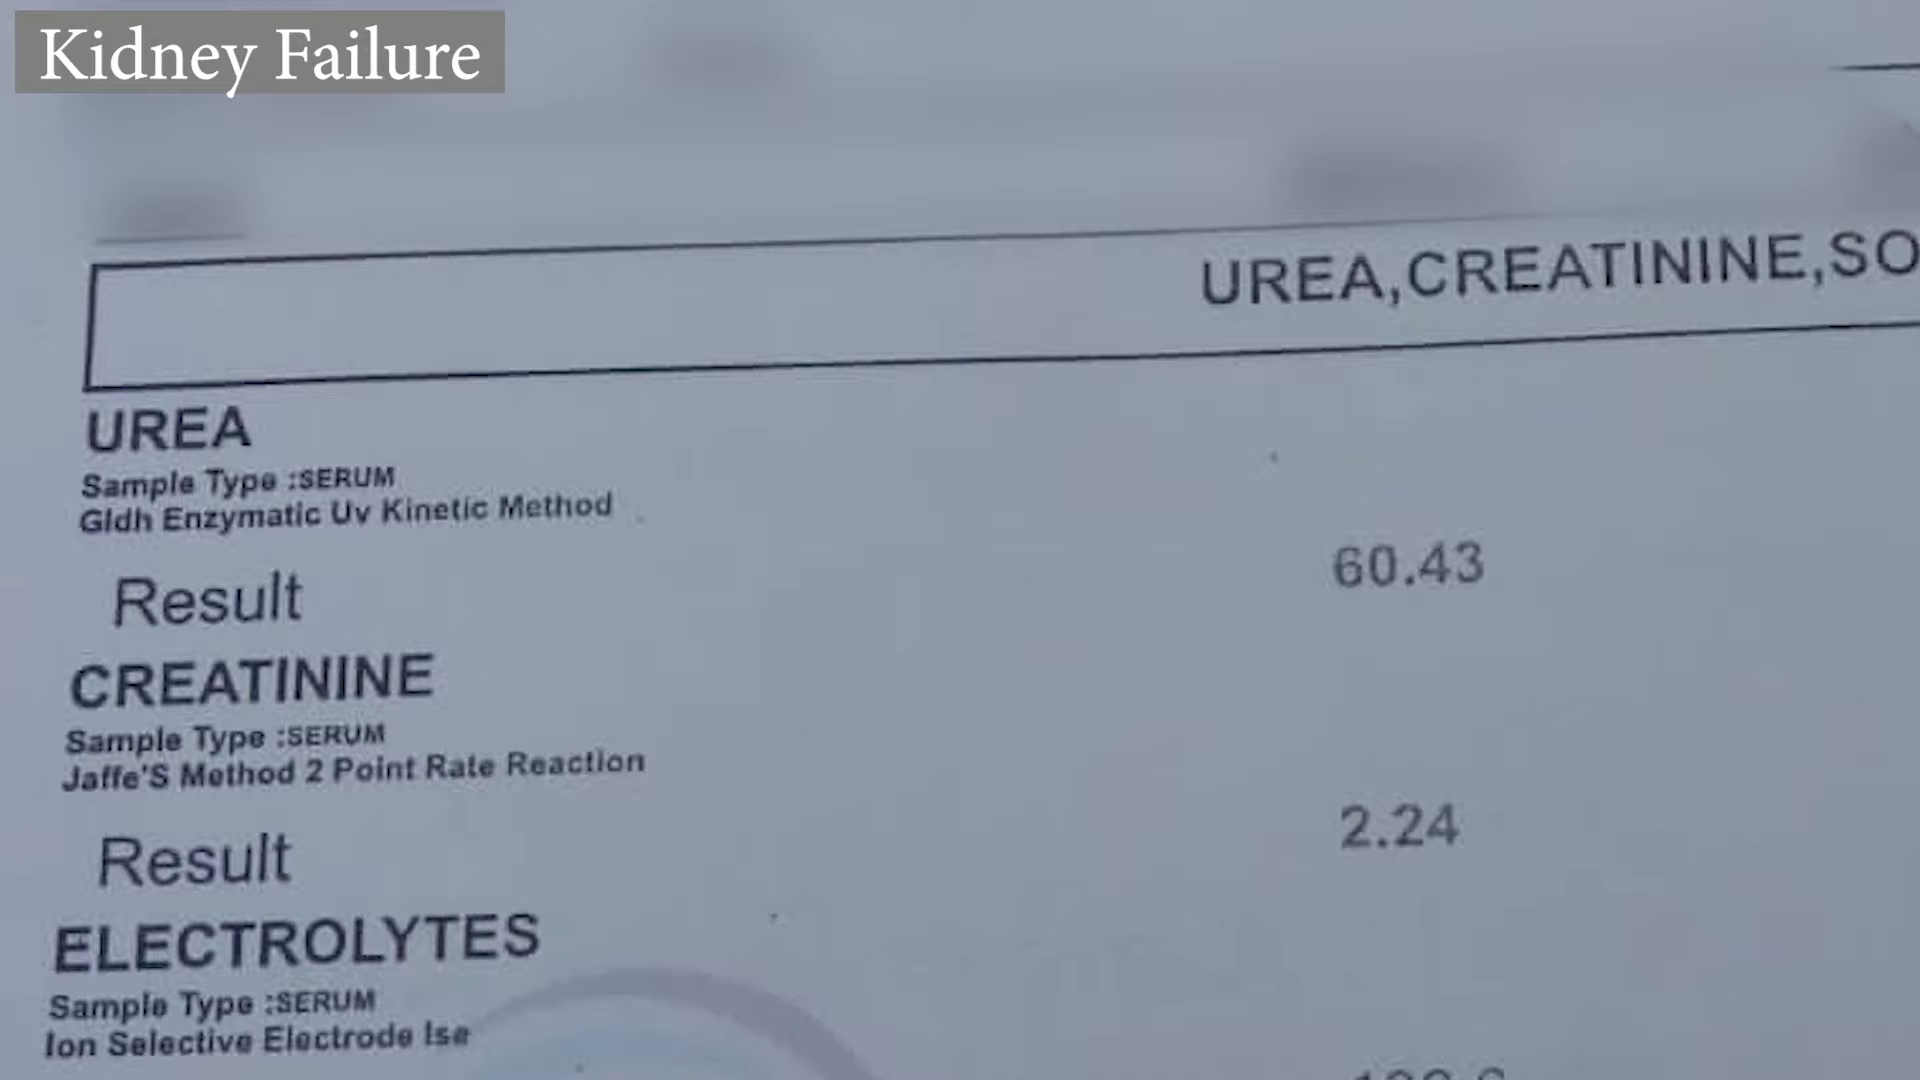 Kidney Failure
UREA,CREATININE,SO
UREA
Sample Type :SERUM
Gldh Enzymatic Uv Kinetic Method
Result 60.43
CREATININE
Sample Type :SERUM
Jaffe'S Method 2 Point Rate Reaction
Result 2.24
ELECTROLYTES
Sample Type :SERUM
Ion Selective Electrode Ise